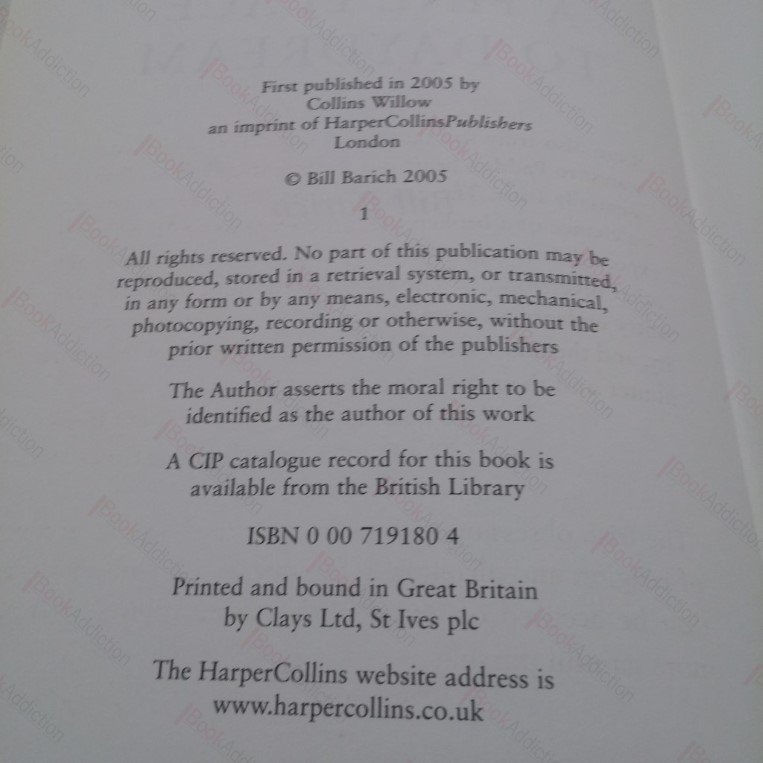 First published in 2005 by
Collins Willow
an imprint of HarperCollinsPublishers
London
© Bill Barich 2005
1
All rights reserved. No part of this publication may be
reproduced, stored in a retrieval system, or transmitted,
in any form or by any means, electronic, mechanical,
photocopying, recording or otherwise, without the
prior written permission of the publishers
The Author asserts the moral right to be
identified as the author of this work
A CIP catalogue record for this book is
available from the British Library
ISBN 0 00 719180 4
Printed and bound in Great Britain
by Clays Ltd, St Ives plc
The HarperCollins website address is
www.harpercollins.co.uk
BookAddiction